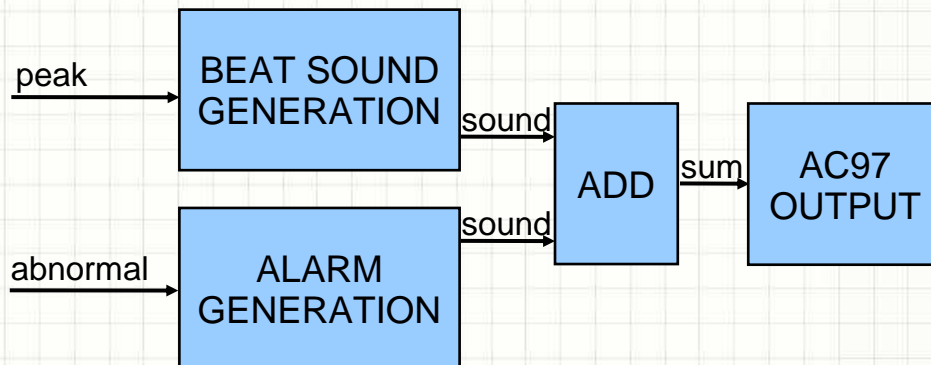 peak
BEAT SOUND
GENERATION
sound
ADD
sum
AC97
OUTPUT
sound
abnormal
ALARM
GENERATION